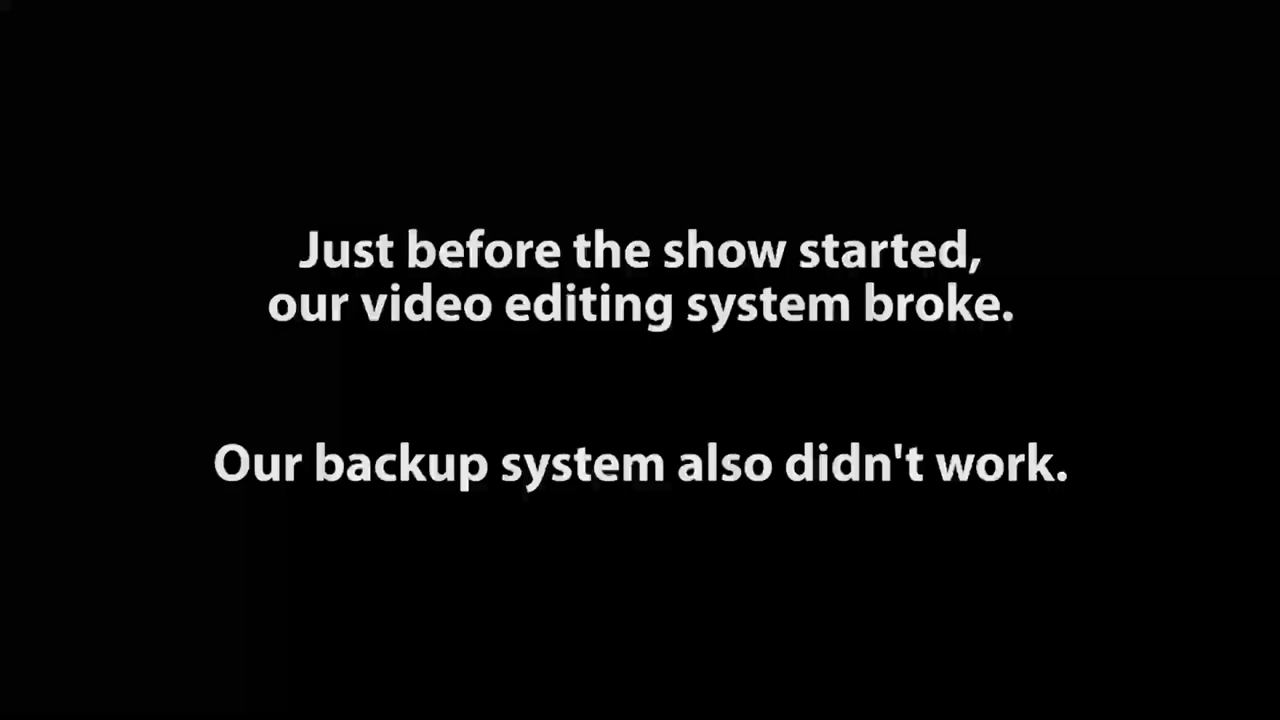 Just before the show started,
our video editing system broke.
Our backup system also didn't work.